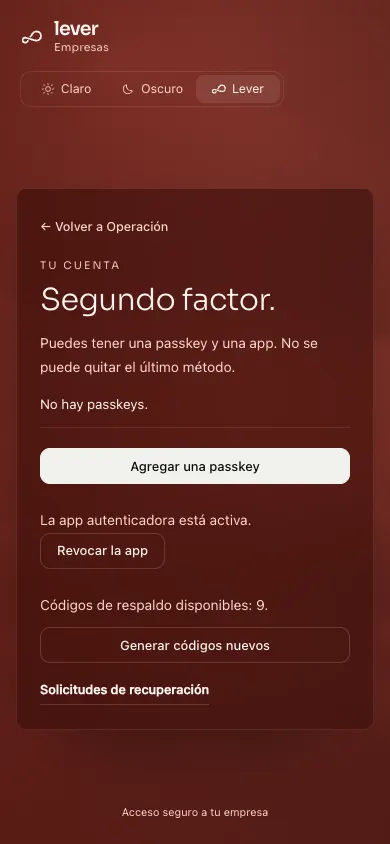 lever
Empresas
Claro
Oscuro
Lever
← Volver a Operación
TU CUENTA
Segundo factor.
Puedes tener una passkey y una app. No se
puede quitar el último método.
No hay passkeys.
Agregar una passkey
La app autenticadora está activa.
Revocar la app
Códigos de respaldo disponibles: 9.
Generar códigos nuevos
Solicitudes de recuperación
Acceso seguro a tu empresa